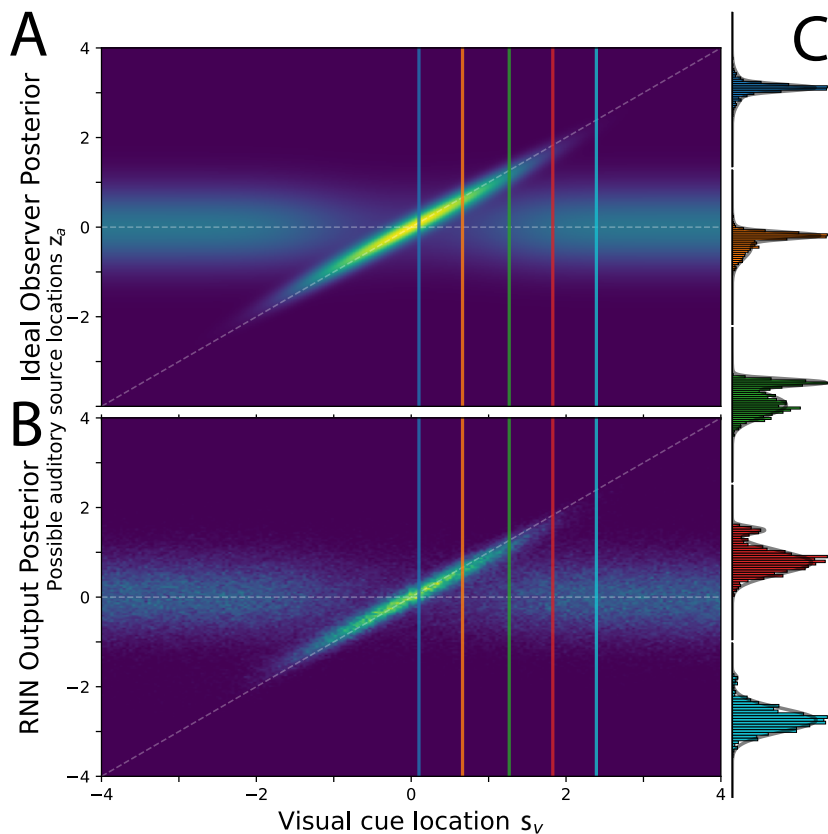 A
C
4
2
0
−2
Ideal Observer Posterior
Possible auditory source locations z_a
B
4
2
0
−2
−4
RNN Output Posterior
−4
−2
0
2
4
Visual cue location s_v